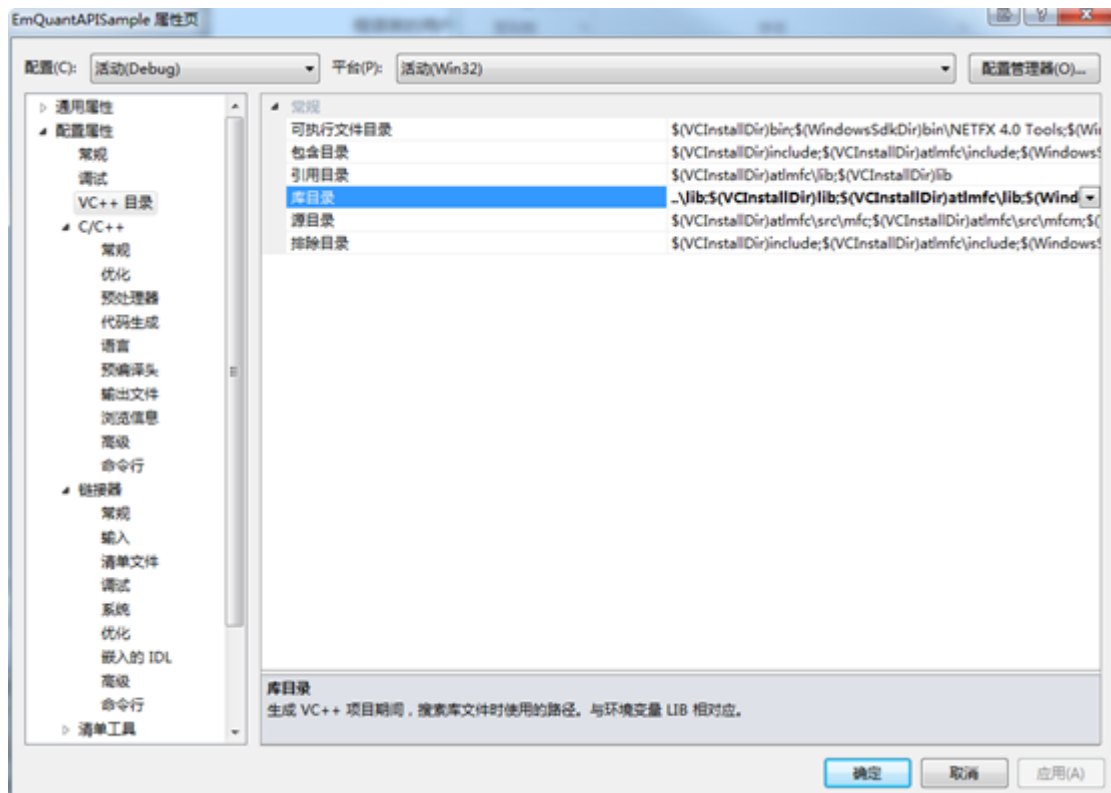 EmQuantAPISample 属性页
配置(C): 活动(Debug) 平台(P): 活动(Win32) 配置管理器(O)...
通用属性
配置属性
常规
调试
VC++ 目录
C/C++
常规
优化
预处理器
代码生成
语言
预编译头
输出文件
浏览信息
高级
命令行
链接器
常规
输入
清单文件
调试
系统
优化
嵌入的 IDL
高级
命令行
清单工具
常规
可执行文件目录 $(VCInstallDir)bin;$(WindowsSdkDir)bin\NETFX 4.0 Tools;$(Wi
包含目录 $(VCInstallDir)include;$(VCInstallDir)atlmfc\include;$(Windows
引用目录 $(VCInstallDir)atlmfc\lib;$(VCInstallDir)lib
库目录 ..\lib;$(VCInstallDir)lib;$(VCInstallDir)atlmfc\lib;$(Wind
源目录 $(VCInstallDir)atlmfc\src\mfc;$(VCInstallDir)atlmfc\src\mfcm;$(
排除目录 $(VCInstallDir)include;$(VCInstallDir)atlmfc\include;$(Windows
库目录
生成 VC++ 项目期间，搜索库文件时使用的路径。与环境变量 LIB 相对应。
确定 取消 应用(A)